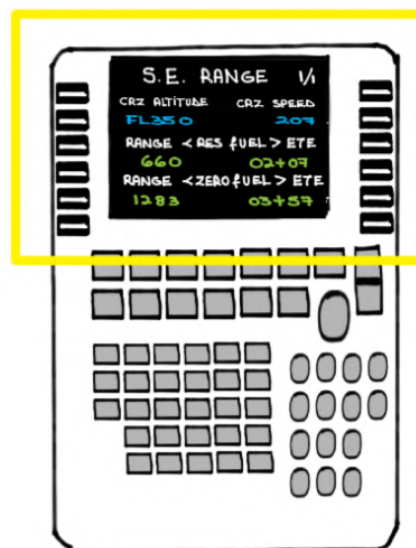 S.E. RANGE 1/1
CRZ ALTITUDE CRZ SPEED
FL350 207
RANGE <RES FUEL> ETE
660 02+07
RANGE <ZERO FUEL> ETE
1283 03+57